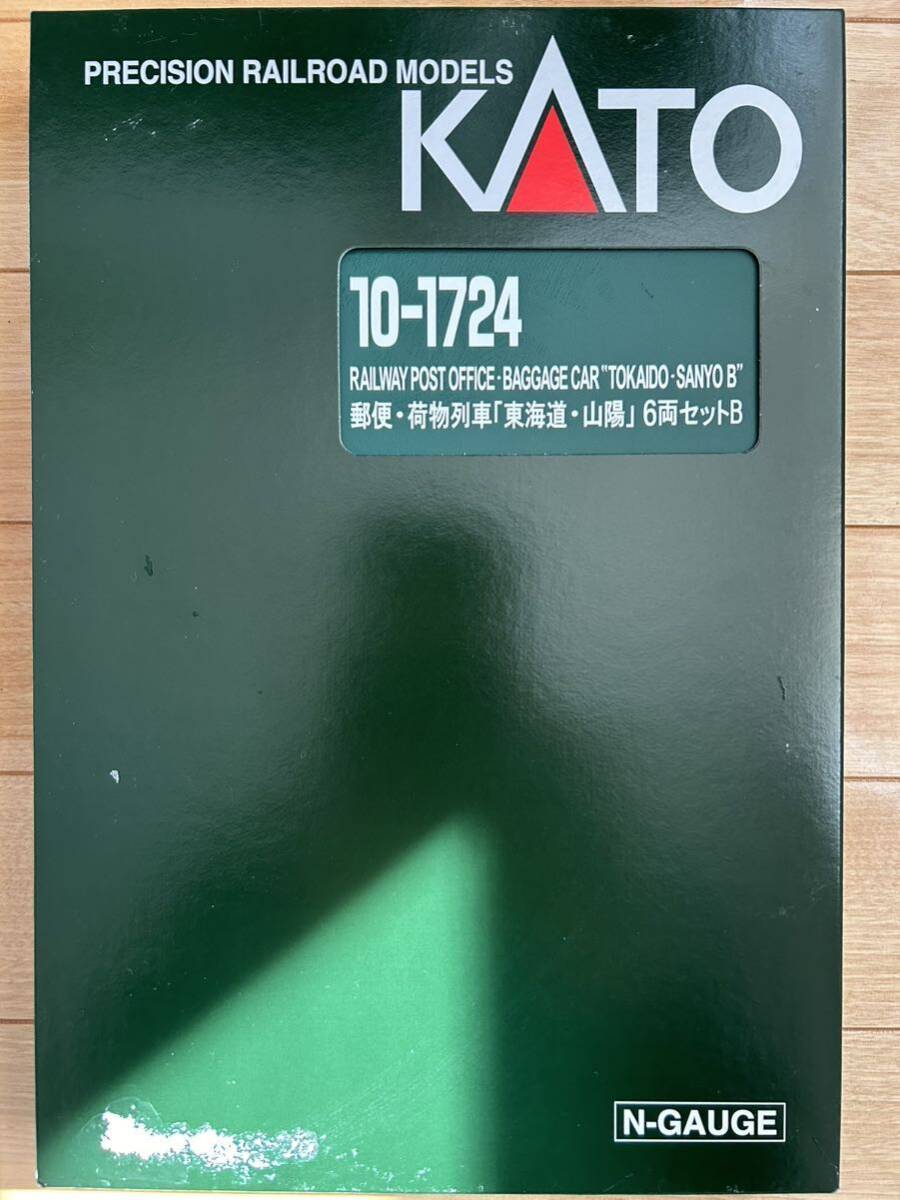 PRECISION RAILROAD MODELS
KATO
10-1724
RAILWAY POST OFFICE・BAGGAGE CAR "TOKAIDO-SANYO B"
郵便・荷物列車「東海道・山陽」6両セットB
N-GAUGE